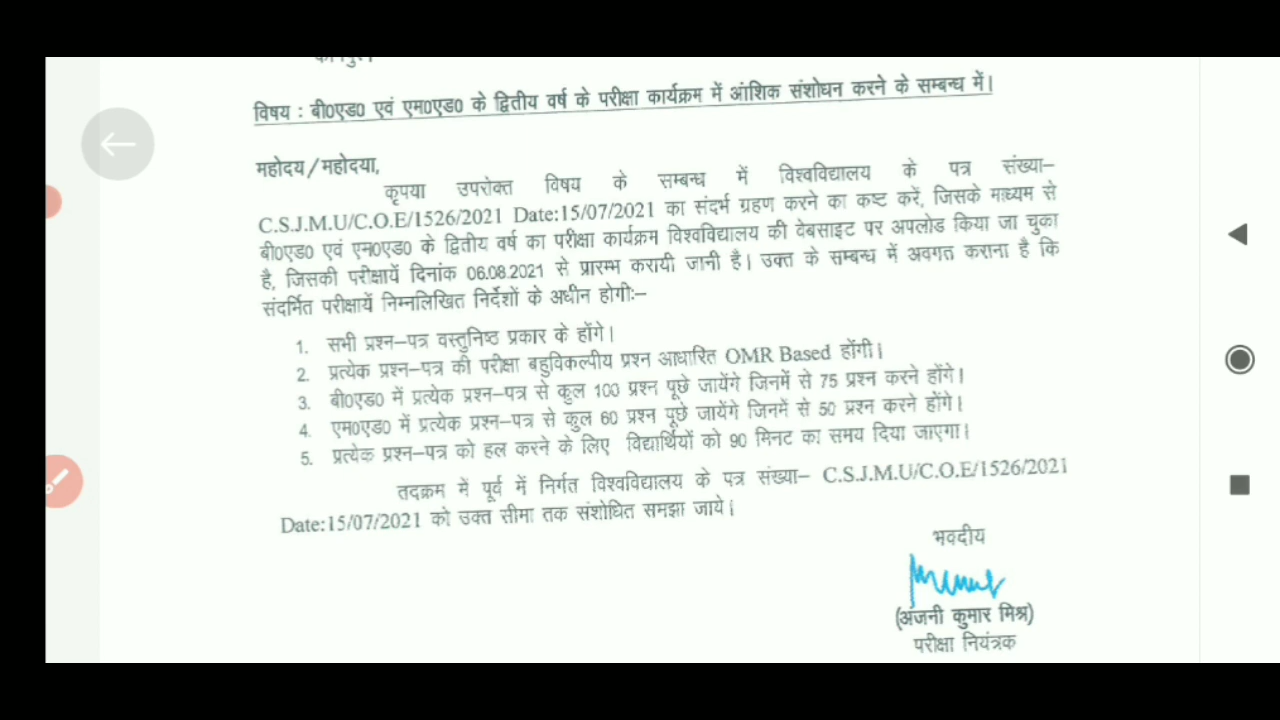 विषय : बी0एड0 एवं एम0एड0 के द्वितीय वर्ष के परीक्षा कार्यक्रम में आंशिक संशोधन करने के सम्बन्ध में।
महोदय/महोदया,
कृपया उपरोक्त विषय के सम्बन्ध में विश्वविद्यालय के पत्र संख्या–
C.S.J.M.U/C.O.E/1526/2021 Date:15/07/2021 का संदर्भ ग्रहण करने का कष्ट करें, जिसके माध्यम से
बी0एड0 एवं एम0एड0 के द्वितीय वर्ष का परीक्षा कार्यक्रम विश्वविद्यालय की वेबसाइट पर अपलोड किया जा चुका
है, जिसकी परीक्षायें दिनांक 06.08.2021 से प्रारम्भ करायी जानी है। उक्त के सम्बन्ध में अवगत कराना है कि
संदर्भित परीक्षायें निम्नलिखित निर्देशों के अधीन होगीः–
1. सभी प्रश्न–पत्र वस्तुनिष्ठ प्रकार के होंगे।
2. प्रत्येक प्रश्न–पत्र की परीक्षा बहुविकल्पीय प्रश्न आधारित OMR Based होंगी।
3. बी0एड0 में प्रत्येक प्रश्न–पत्र से कुल 100 प्रश्न पूछे जायेंगे जिनमें से 75 प्रश्न करने होंगे।
4. एम0एड0 में प्रत्येक प्रश्न–पत्र से कुल 60 प्रश्न पूछे जायेंगे जिनमें से 50 प्रश्न करने होंगे।
5. प्रत्येक प्रश्न–पत्र को हल करने के लिए विद्यार्थियों को 90 मिनट का समय दिया जाएगा।
तदक्रम में पूर्व में निर्गत विश्वविद्यालय के पत्र संख्या– C.S.J.M.U/C.O.E/1526/2021
Date:15/07/2021 को उक्त सीमा तक संशोधित समझा जाये।
भवदीय
(अंजनी कुमार मिश्र)
परीक्षा नियंत्रक